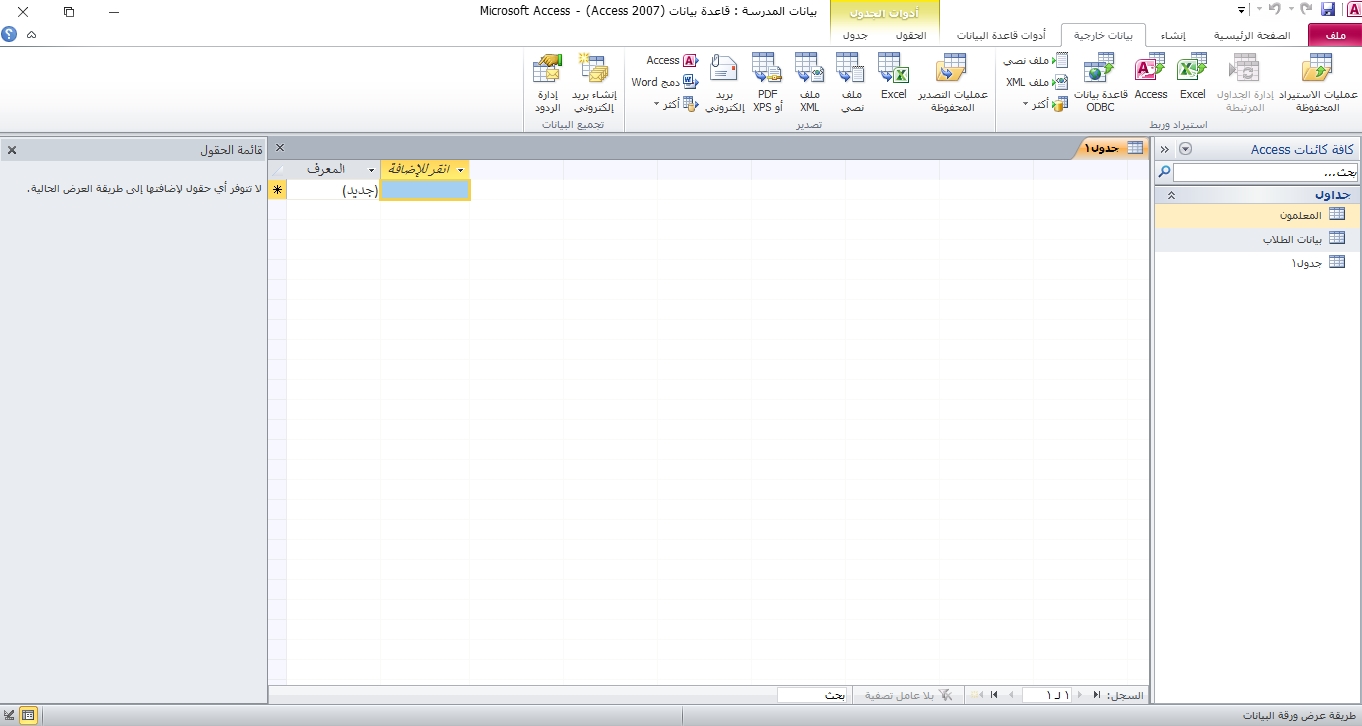 أدوات الجدول
بيانات المدرسة : قاعدة بيانات (Access 2007) - Microsoft Access
ملف
الصفحة الرئيسية
إنشاء
بيانات خارجية
أدوات قاعدة البيانات
الحقول
جدول
عمليات الاستيراد المحفوظة
إدارة الجداول المرتبطة
Excel
Access
قاعدة بيانات ODBC
ملف نصي
ملف XML
أكثر
استيراد وربط
عمليات التصدير المحفوظة
Excel
ملف نصي
ملف XML
PDF أو XPS
بريد إلكتروني
Access
دمج Word
أكثر
تصدير
إنشاء بريد إلكتروني
إدارة الردود
تجميع البيانات
كافة كائنات Access
بحث...
جداول
المعلمون
بيانات الطلاب
جدول١
جدول١
انقر للإضافة
المعرف
(جديد)
قائمة الحقول
لا تتوفر أي حقول لإضافتها إلى طريقة العرض الحالية.
السجل:
١ لـ ١
بلا عامل تصفية
بحث
طريقة عرض ورقة البيانات